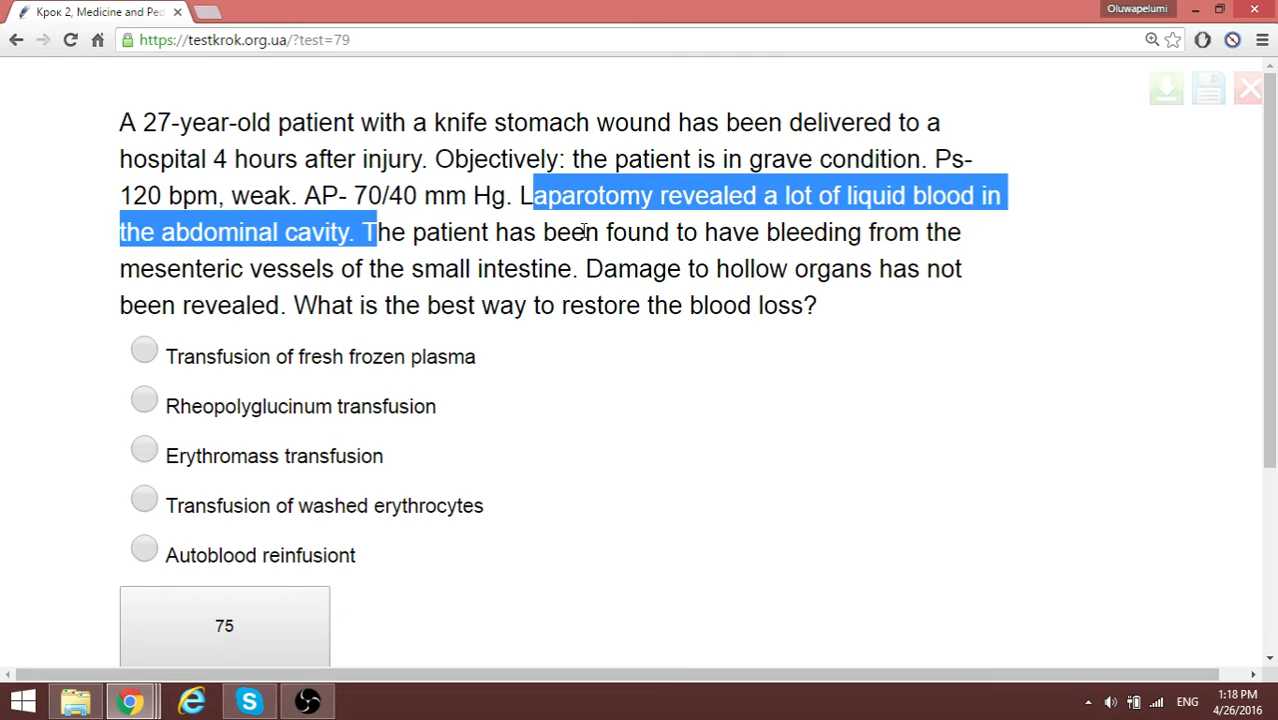 Крок 2, Medicine and Ped
Oluwapelumi
https://testkrok.org.ua/?test=79
A 27-year-old patient with a knife stomach wound has been delivered to a
hospital 4 hours after injury. Objectively: the patient is in grave condition. Ps-
120 bpm, weak. AP- 70/40 mm Hg. Laparotomy revealed a lot of liquid blood in
the abdominal cavity. The patient has been found to have bleeding from the
mesenteric vessels of the small intestine. Damage to hollow organs has not
been revealed. What is the best way to restore the blood loss?
Transfusion of fresh frozen plasma
Rheopolyglucinum transfusion
Erythromass transfusion
Transfusion of washed erythrocytes
Autoblood reinfusiont
75
ENG
1:18 PM
4/26/2016